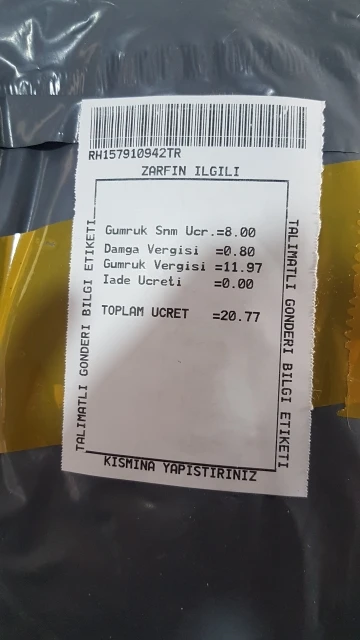 RH157910942TR
ZARFIN ILGILI
Gumruk Snm Ucr.=8.00
Damga Vergisi =0.80
Gumruk Vergisi =11.97
Iade Ucreti =0.00
TOPLAM UCRET =20.77
TALIMATLI GONDERI BILGI ETIKETI
TALIMATLI GONDERI BILGI ETIKETI
KISMINA YAPISTIRINIZ